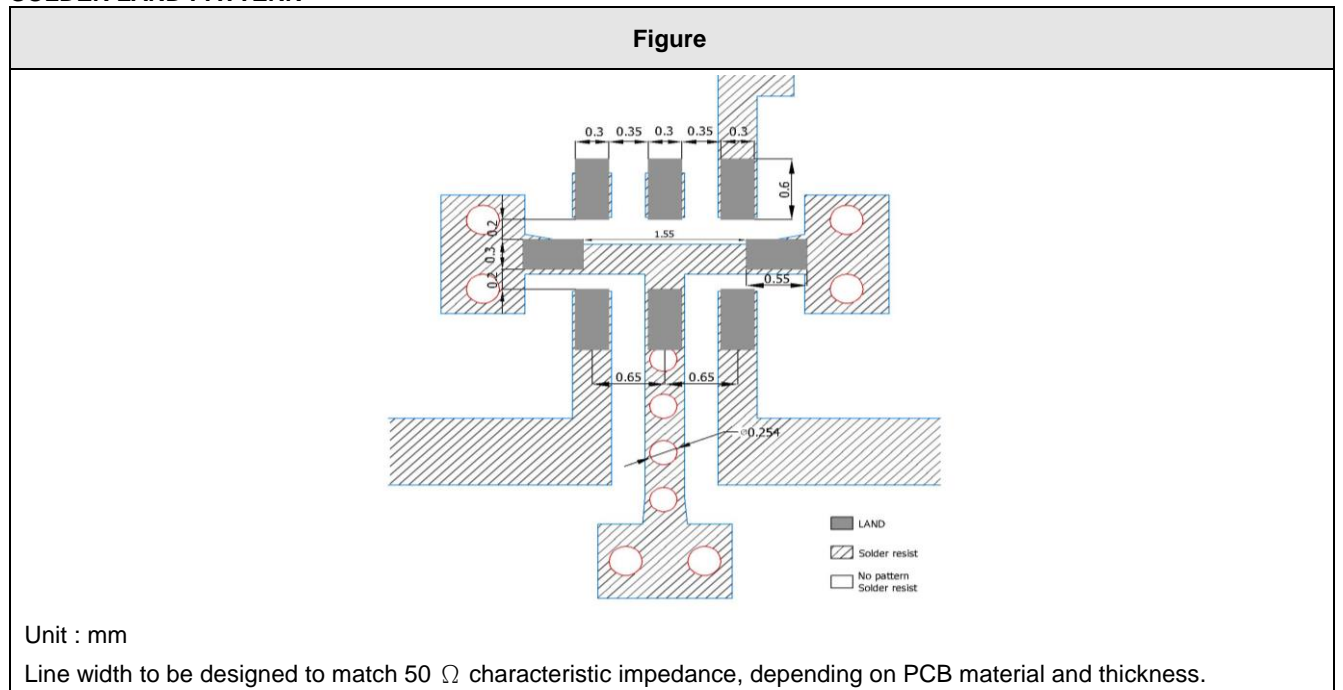 Figure
0.3 0.35 0.3 0.35 0.3
0.6
0.2
1.55
0.3
0.2
0.55
0.65 0.65
⌀0.254
LAND
Solder resist
No pattern
Solder resist
Unit : mm
Line width to be designed to match 50 Ω characteristic impedance, depending on PCB material and thickness.